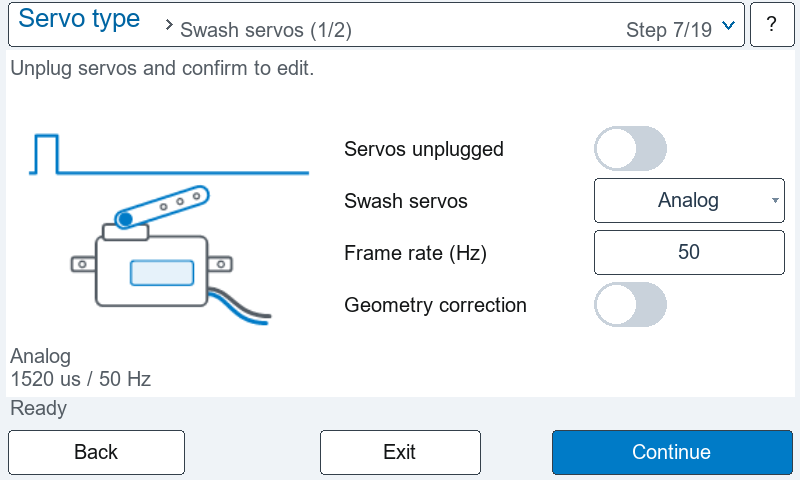 Servo type › Swash servos (1/2) Step 7/19 ?
Unplug servos and confirm to edit.
Servos unplugged
Swash servos Analog
Frame rate (Hz) 50
Geometry correction
Analog
1520 us / 50 Hz
Ready
Back Exit Continue